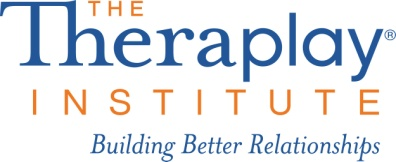 THE
Theraplay®
INSTITUTE
Building Better Relationships